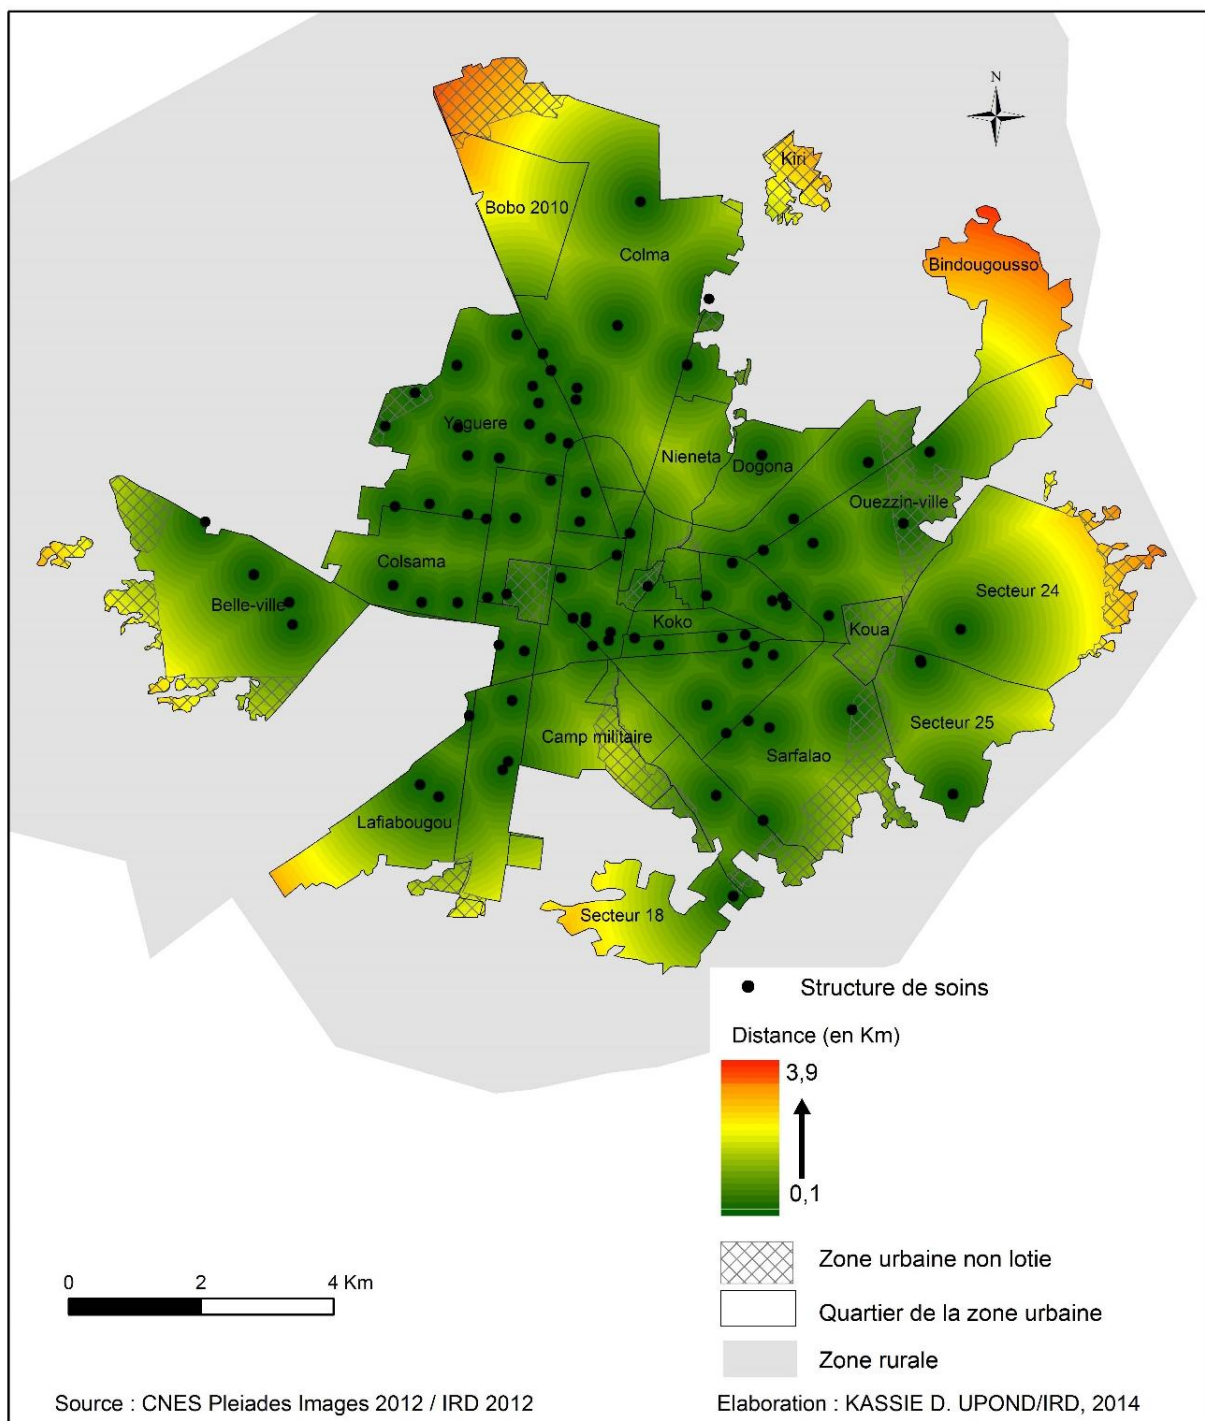 N
Kiri
Bobo 2010
Colma
Bindougousso
Yeguere
Nieneta
Dogona
Ouezzin-ville
Colsama
Belle-ville
Secteur 24
Koko
Koua
Secteur 25
Camp militaire
Sarfalao
Lafiabougou
Secteur 18
Structure de soins
Distance (en Km)
3,9
0,1
Zone urbaine non lotie
0 2 4 Km
Quartier de la zone urbaine
Zone rurale
Source : CNES Pleiades Images 2012 / IRD 2012
Elaboration : KASSIE D. UPOND/IRD, 2014